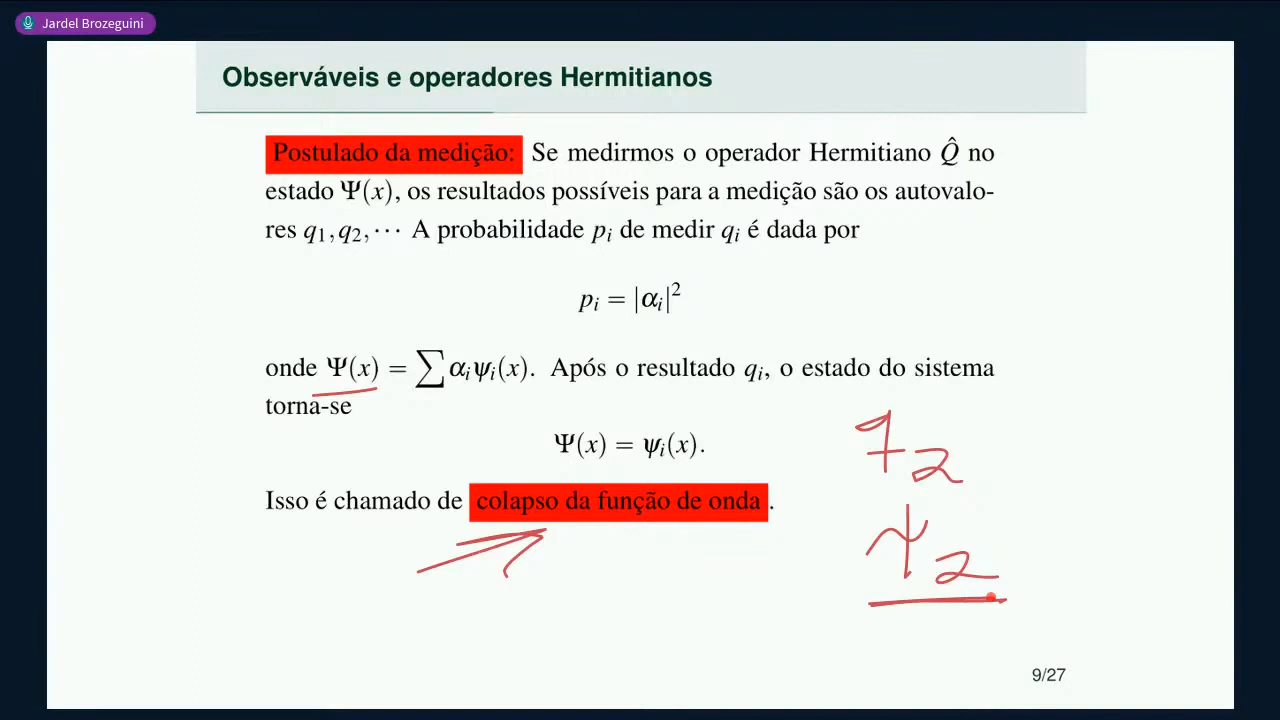 Jardel Brozeguini
Observáveis e operadores Hermitianos
Postulado da medição: Se medirmos o operador Hermitiano Q̂ no
estado Ψ(x), os resultados possíveis para a medição são os autovalo-
res q₁, q₂, ⋯ A probabilidade pᵢ de medir qᵢ é dada por
pᵢ = |αᵢ|²
onde Ψ(x) = ∑ αᵢψᵢ(x). Após o resultado qᵢ, o estado do sistema
torna-se
Ψ(x) = ψᵢ(x).
q₂
Isso é chamado de colapso da função de onda .
ψ₂
9/27